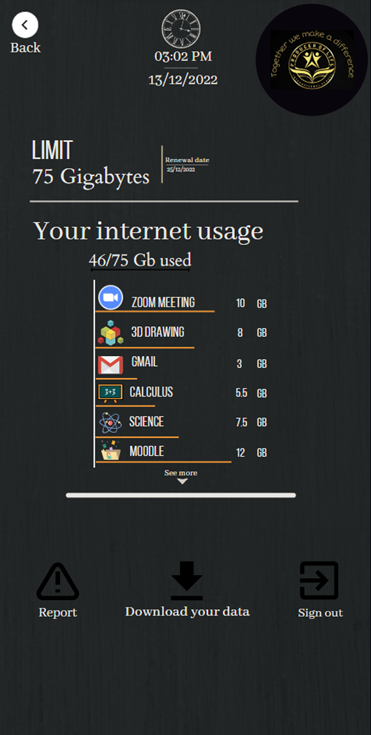 Back
03:02 PM
13/12/2022
Together we make a difference
LIMIT
75 Gigabytes
Renewal date
25/12/2022
Your internet usage
46/75 Gb used
ZOOM MEETING 10 GB
3D DRAWING 8 GB
GMAIL 3 GB
CALCULUS 5.5 GB
SCIENCE 7.5 GB
MOODLE 12 GB
See more
Report
Download your data
Sign out